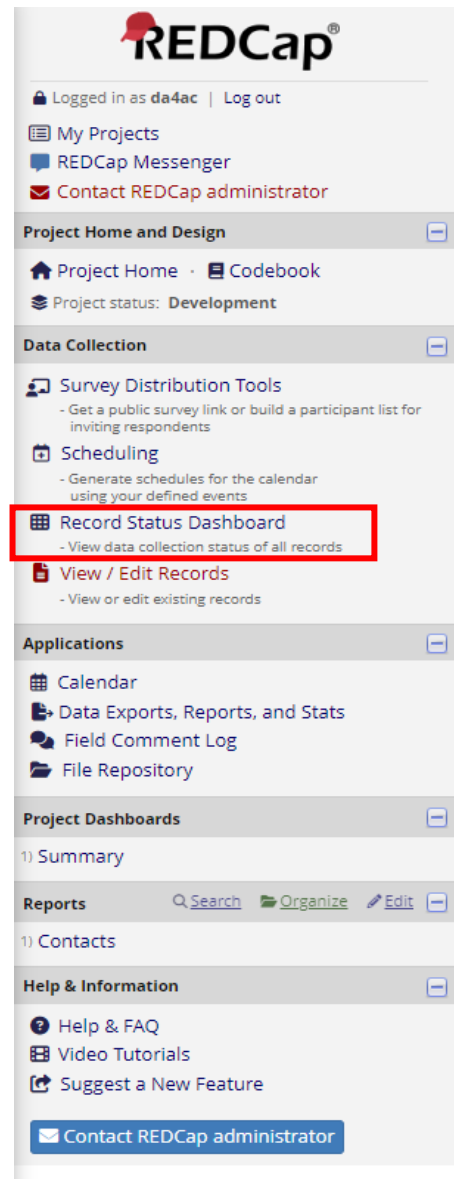 REDCap®
Logged in as da4ac | Log out
My Projects
REDCap Messenger
Contact REDCap administrator
Project Home and Design
Project Home · Codebook
Project status: Development
Data Collection
Survey Distribution Tools
- Get a public survey link or build a participant list for
inviting respondents
Scheduling
- Generate schedules for the calendar
using your defined events
Record Status Dashboard
- View data collection status of all records
View / Edit Records
- View or edit existing records
Applications
Calendar
Data Exports, Reports, and Stats
Field Comment Log
File Repository
Project Dashboards
1) Summary
Reports Search Organize Edit
1) Contacts
Help & Information
Help & FAQ
Video Tutorials
Suggest a New Feature
Contact REDCap administrator